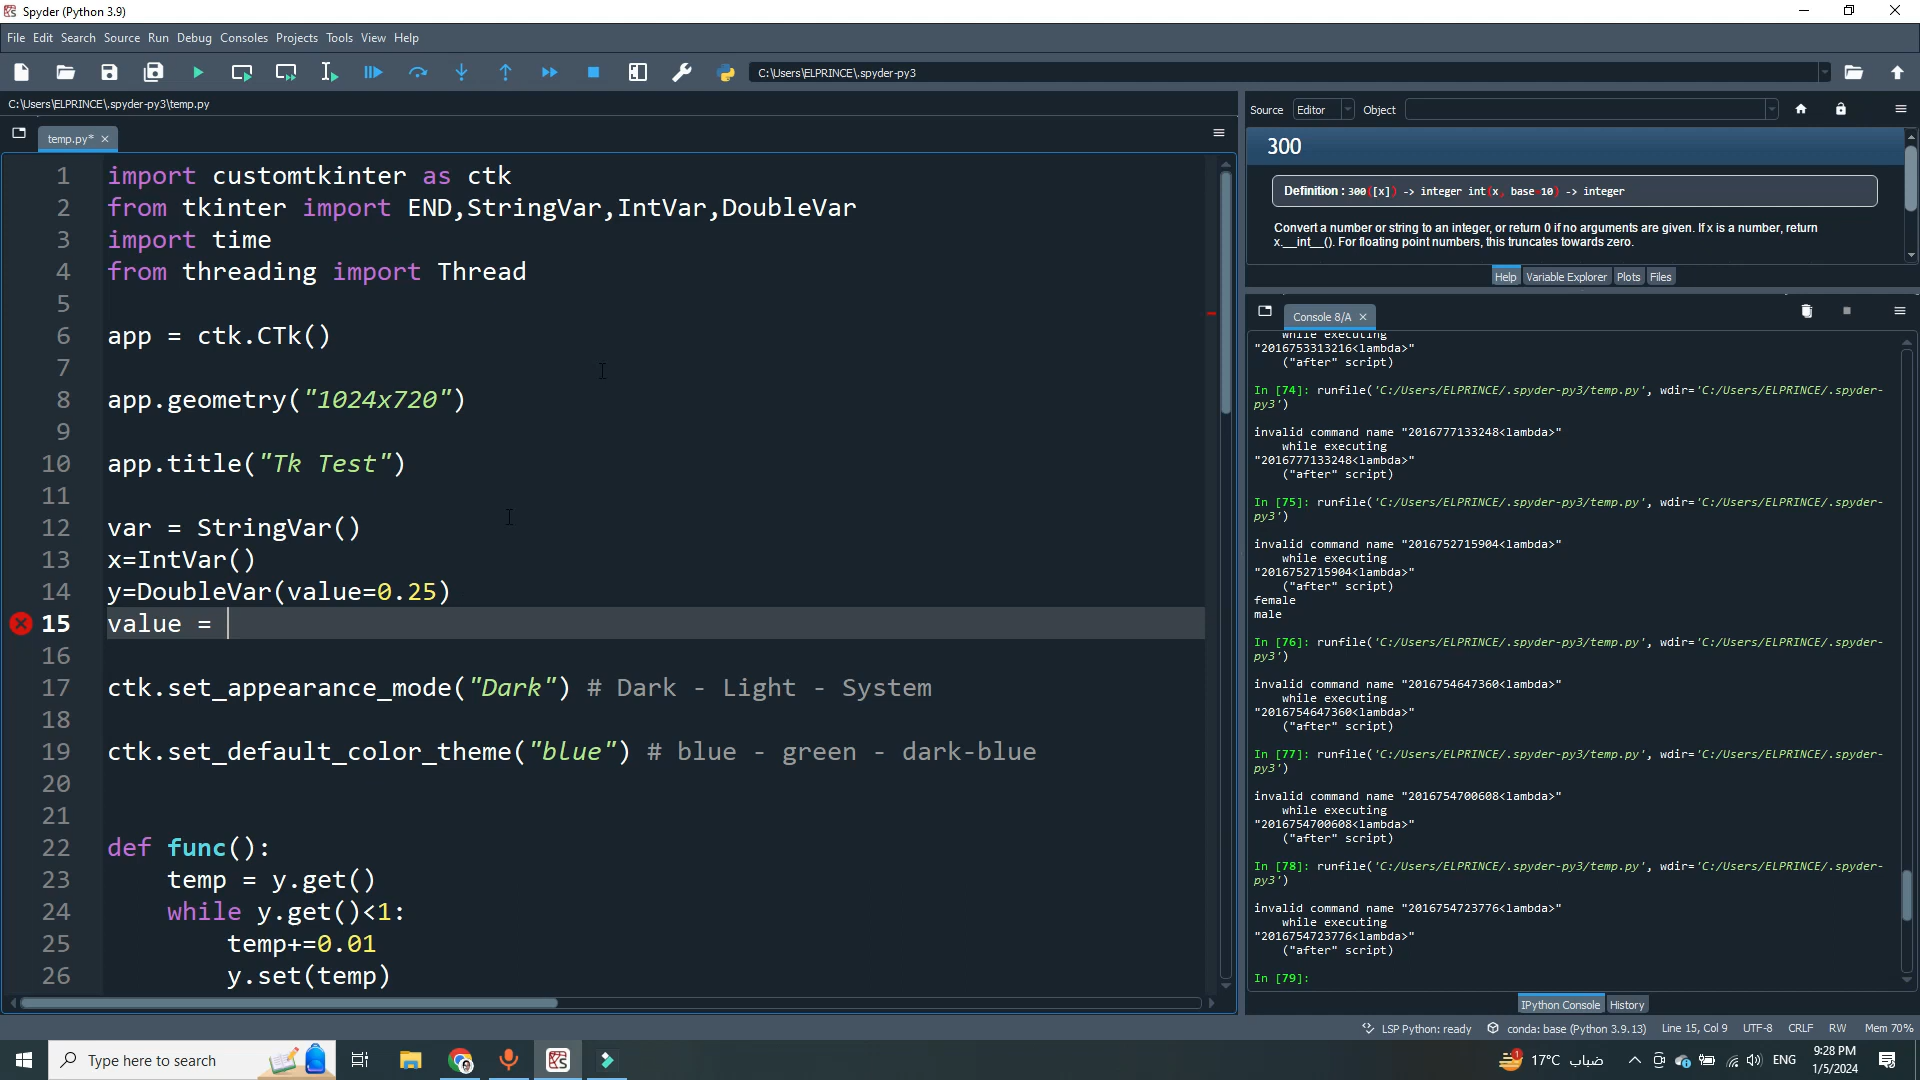 Spyder (Python 3.9)
File Edit Search Source Run Debug Consoles Projects Tools View Help
C:\Users\ELPRINCE\.spyder-py3
C:\Users\ELPRINCE\.spyder-py3\temp.py
temp.py*
1 import customtkinter as ctk
2 from tkinter import END,StringVar,IntVar,DoubleVar
3 import time
4 from threading import Thread
5
6 app = ctk.CTk()
7
8 app.geometry("1024x720")
9
10 app.title("Tk Test")
11
12 var = StringVar()
13 x=IntVar()
14 y=DoubleVar(value=0.25)
15 value =
16
17 ctk.set_appearance_mode("Dark") # Dark - Light - System
18
19 ctk.set_default_color_theme("blue") # blue - green - dark-blue
20
21
22 def func():
23 temp = y.get()
24 while y.get()<1:
25 temp+=0.01
26 y.set(temp)
Source Editor Object
300
Definition : 300([x]) -> integer int(x, base=10) -> integer
Convert a number or string to an integer, or return 0 if no arguments are given. If x is a number, return
x.__int__(). For floating point numbers, this truncates towards zero.
Help Variable Explorer Plots Files
Console 8/A
while executing
"2016753313216<lambda>"
("after" script)
In [74]: runfile('C:/Users/ELPRINCE/.spyder-py3/temp.py', wdir='C:/Users/ELPRINCE/.spyder-
py3')
invalid command name "2016777133248<lambda>"
while executing
"2016777133248<lambda>"
("after" script)
In [75]: runfile('C:/Users/ELPRINCE/.spyder-py3/temp.py', wdir='C:/Users/ELPRINCE/.spyder-
py3')
invalid command name "2016752715904<lambda>"
while executing
"2016752715904<lambda>"
("after" script)
female
male
In [76]: runfile('C:/Users/ELPRINCE/.spyder-py3/temp.py', wdir='C:/Users/ELPRINCE/.spyder-
py3')
invalid command name "2016754647360<lambda>"
while executing
"2016754647360<lambda>"
("after" script)
In [77]: runfile('C:/Users/ELPRINCE/.spyder-py3/temp.py', wdir='C:/Users/ELPRINCE/.spyder-
py3')
invalid command name "2016754700608<lambda>"
while executing
"2016754700608<lambda>"
("after" script)
In [78]: runfile('C:/Users/ELPRINCE/.spyder-py3/temp.py', wdir='C:/Users/ELPRINCE/.spyder-
py3')
invalid command name "2016754723776<lambda>"
while executing
"2016754723776<lambda>"
("after" script)
In [79]:
IPython Console History
LSP Python: ready conda: base (Python 3.9.13) Line 15, Col 9 UTF-8 CRLF RW Mem 70%
Type here to search
17°C ضباب ENG
9:28 PM
1/5/2024